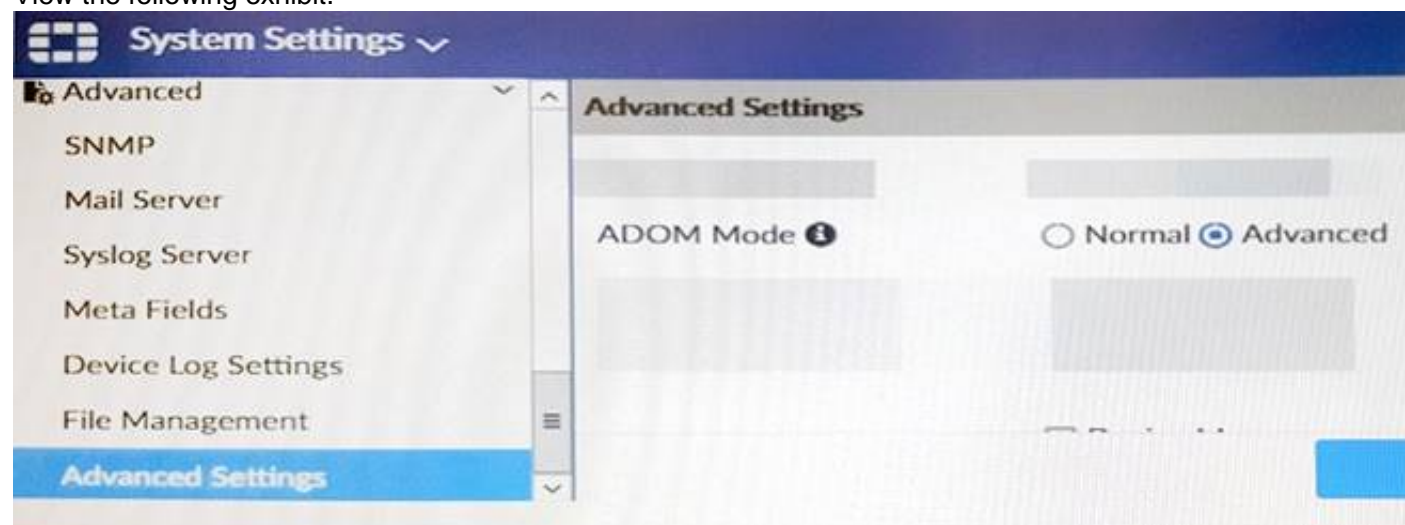 View the following exhibit.
System Settings
Advanced
Advanced Settings
SNMP
Mail Server
ADOM Mode Normal Advanced
Syslog Server
Meta Fields
Device Log Settings
File Management
Advanced Settings